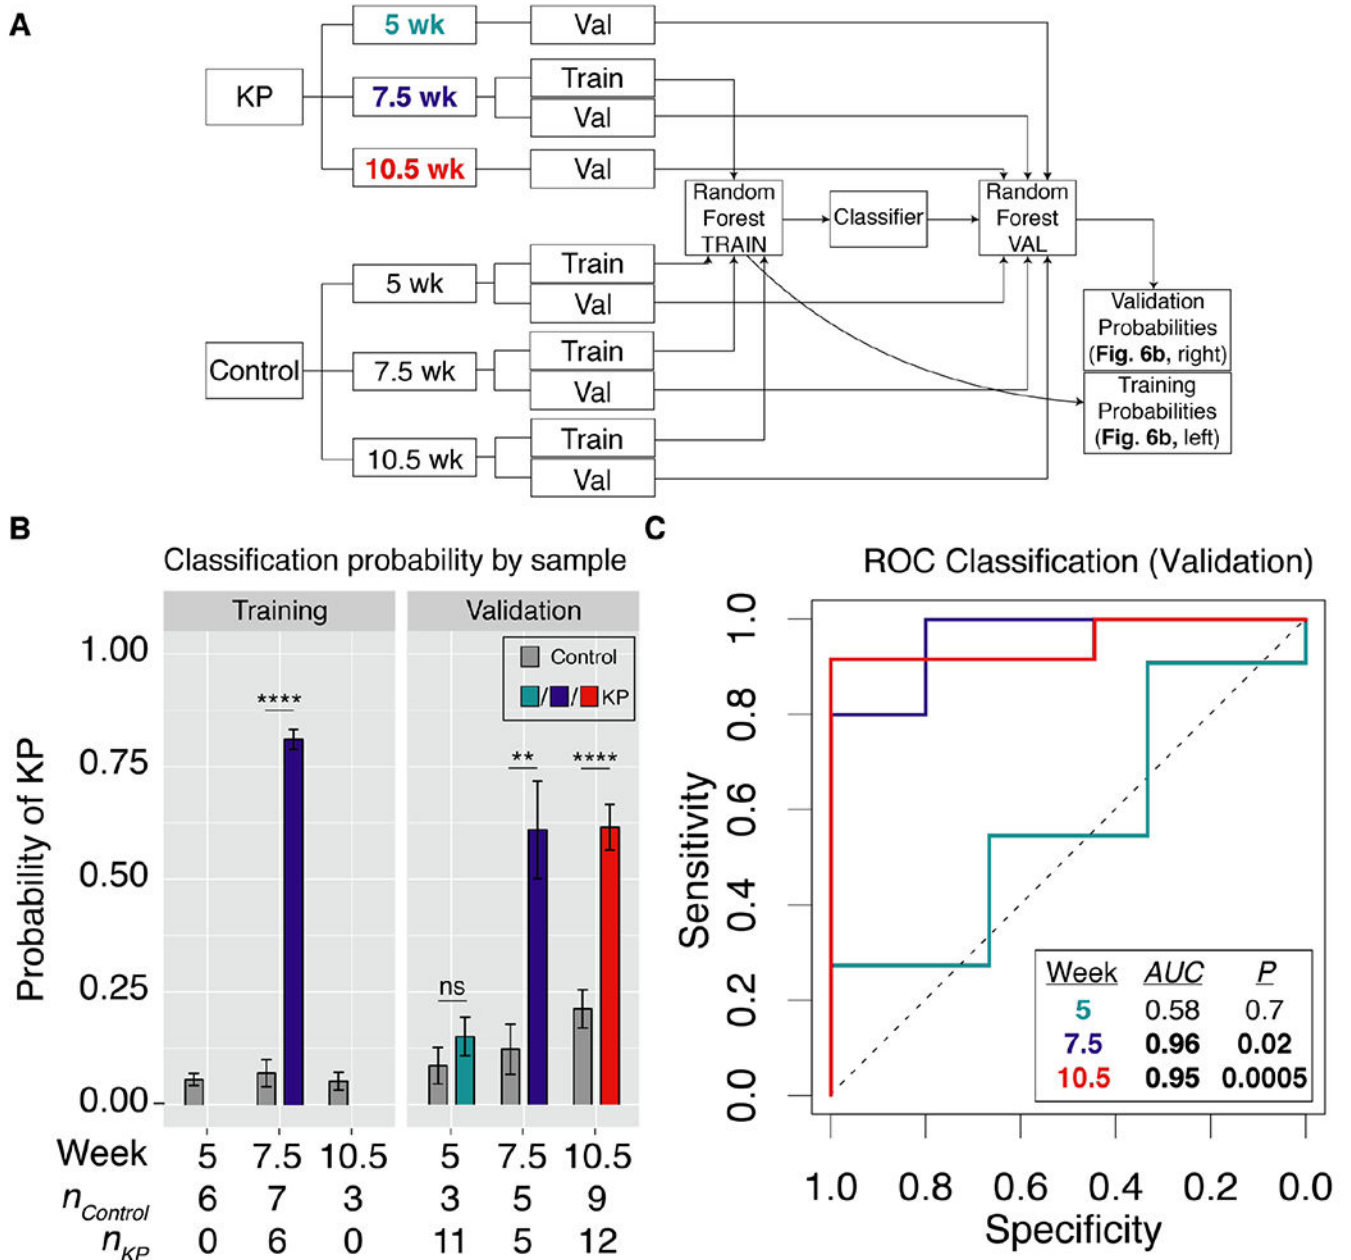 A
KP
5 wk
Val
7.5 wk
Train
Val
10.5 wk
Val
Random
Forest
TRAIN
Classifier
Random
Forest
VAL
Control
5 wk
Train
Val
7.5 wk
Train
Val
10.5 wk
Train
Val
Validation
Probabilities
(Fig. 6b, right)
Training
Probabilities
(Fig. 6b, left)
B
Classification probability by sample
Training
Validation
Control
/ / KP
Probability of KP
1.00
0.75
0.50
0.25
0.00
****
ns
**
****
Week 5 7.5 10.5 5 7.5 10.5
nControl 6 7 3 3 5 9
nKP 0 6 0 11 5 12
C
ROC Classification (Validation)
Sensitivity
1.0
0.8
0.6
0.4
0.2
0.0
Week AUC P
5 0.58 0.7
7.5 0.96 0.02
10.5 0.95 0.0005
1.0 0.8 0.6 0.4 0.2 0.0
Specificity